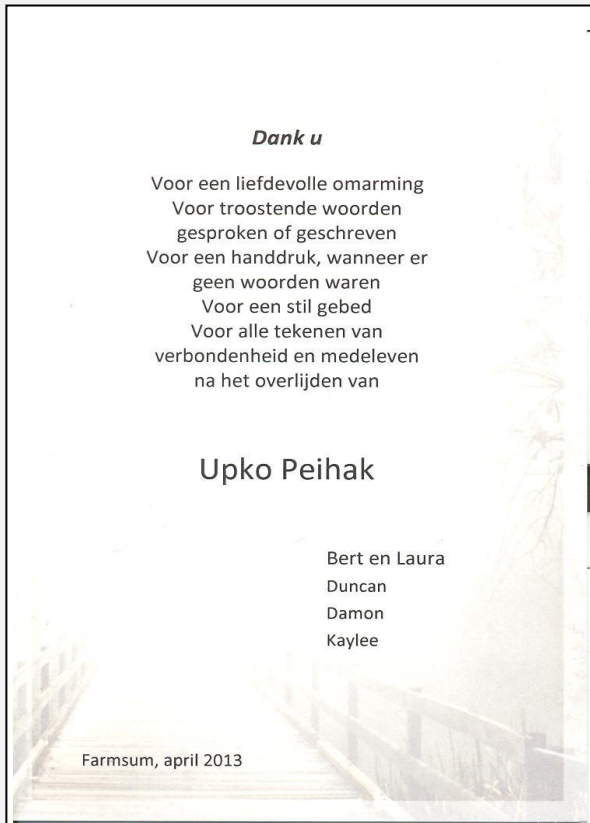 Dank u
Voor een liefdevolle omarming
Voor troostende woorden
gesproken of geschreven
Voor een handdruk, wanneer er
geen woorden waren
Voor een stil gebed
Voor alle tekenen van
verbondenheid en medeleven
na het overlijden van
Upko Peihak
Bert en Laura
Duncan
Damon
Kaylee
Farmsum, april 2013